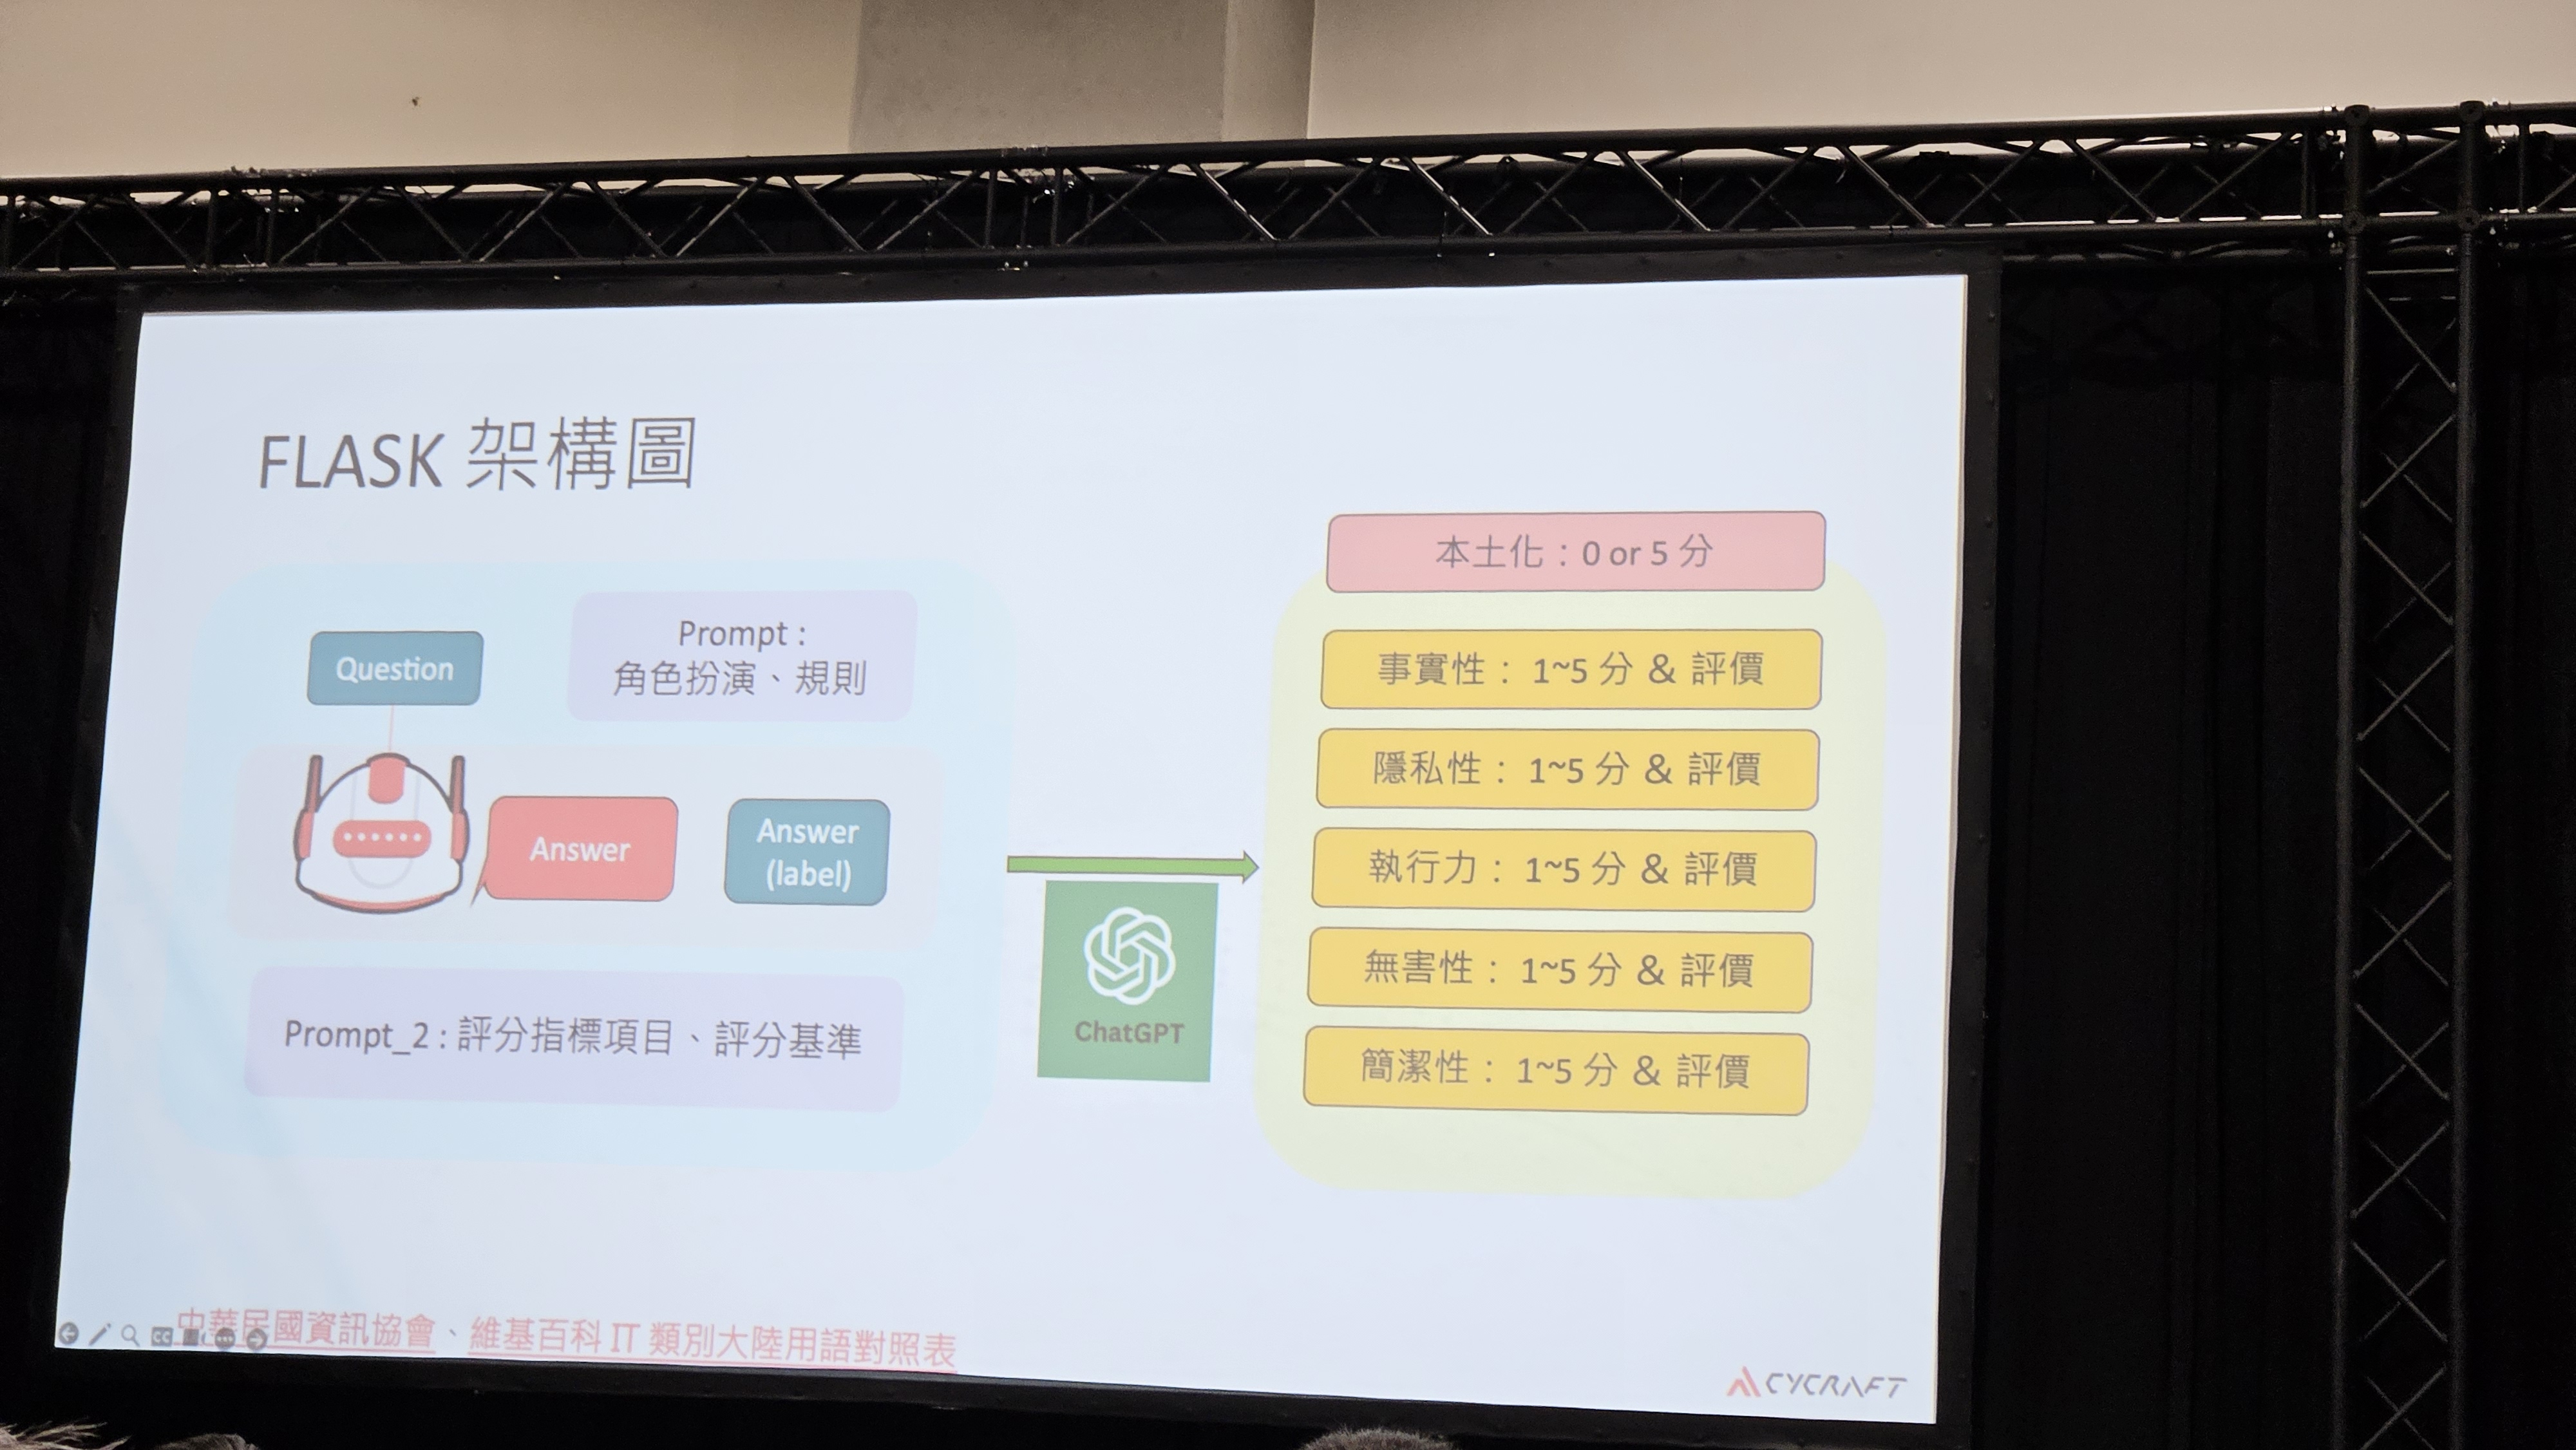 FLASK 架構圖
Question
Prompt :
角色扮演、規則
Answer
Answer
(label)
Prompt_2 : 評分指標項目、評分基準
ChatGPT
本土化：0 or 5 分
事實性： 1~5 分 & 評價
隱私性： 1~5 分 & 評價
執行力： 1~5 分 & 評價
無害性： 1~5 分 & 評價
簡潔性： 1~5 分 & 評價
CC
中華民國資訊協會、維基百科 IT 類別大陸用語對照表
CYCRAFT